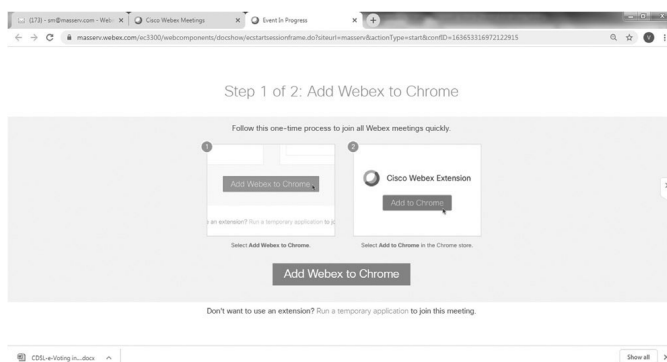 (173) - am@masserv.com - Web
Cisco Webex Meetings
Event In Progress
masserv.webex.com/ec3300/webcomponents/docshow/ecstartsessionframe.do?siteurl=masserv&actionType=start&confID=163653316972122915
V
Step 1 of 2: Add Webex to Chrome
Follow this one-time process to join all Webex meetings quickly.
1
Add Webex to Chrome
an extension? Run a temporary application to jo
Select Add Webex to Chrome.
2
Cisco Webex Extension
Add to Chrome
Select Add to Chrome in the Chrome store.
Add Webex to Chrome
Don't want to use an extension? Run a temporary application to join this meeting.
CDSL-e-Voting in....docx
Show all